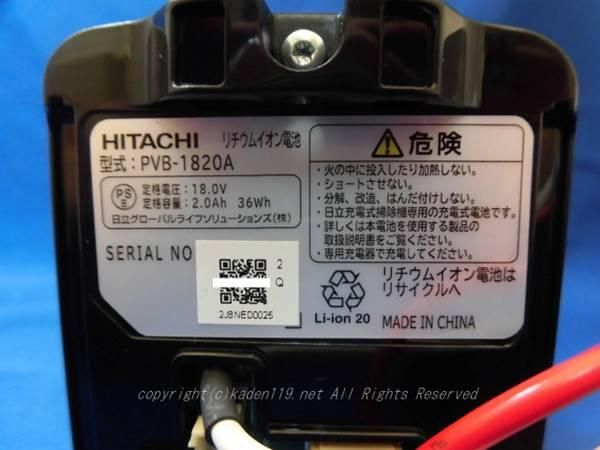 HITACHI リチウムイオン電池
型式：PVB-1820A
PS E
定格電圧：18.0V
定格容量：2.0Ah 36Wh
日立グローバルライフソリューションズ(株)
SERIAL NO
2
Q
2J8NED0025
危険
・火の中に投入したり加熱しない。
・ショートさせない。
・分解、改造、はんだ付けしない。
・日立充電式掃除機専用の充電式電池です。
・詳しくは本電池を使用する製品の
取扱説明書をご覧ください。
・専用充電器で充電してください。
リチウムイオン電池は
リサイクルへ
Li-ion 20
MADE IN CHINA
copyright(c)kaden119.net All Rights Reserved